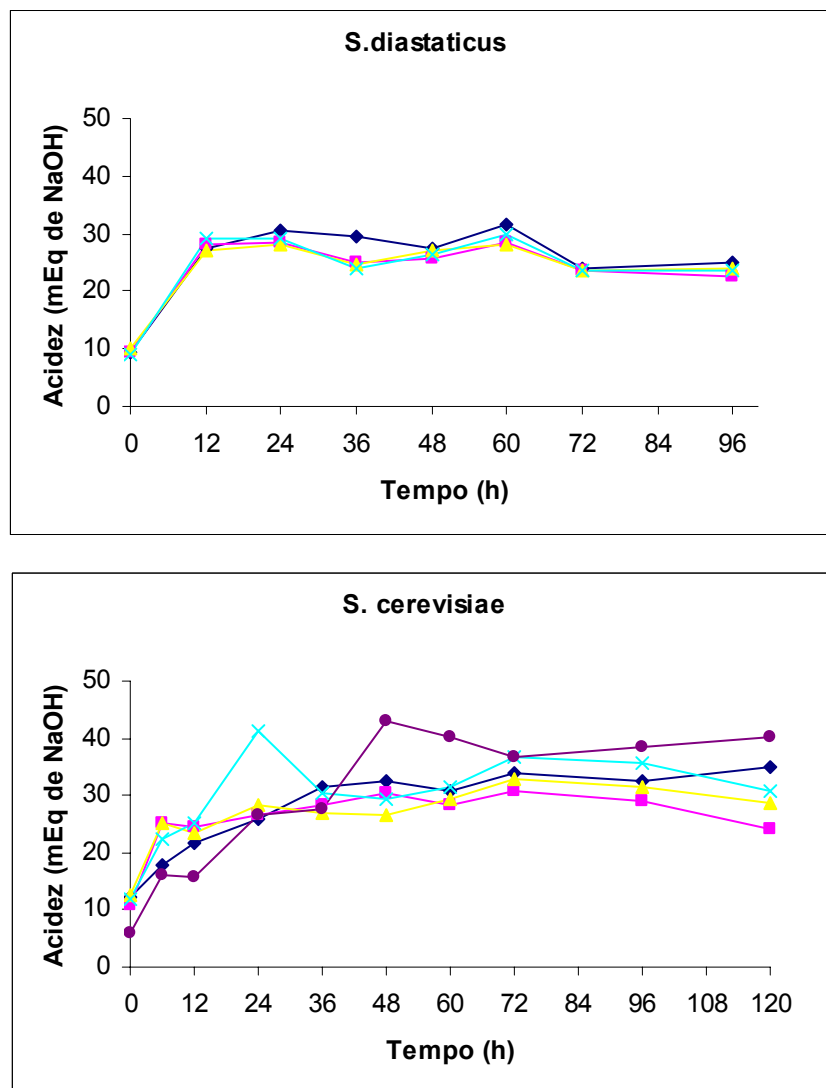 S.diastaticus
50
40
30
20
10
0
Acidez (mEq de NaOH)
0 12 24 36 48 60 72 84 96
Tempo (h)
S. cerevisiae
50
40
30
20
10
0
Acidez (mEq de NaOH)
0 12 24 36 48 60 72 84 96 108 120
Tempo (h)